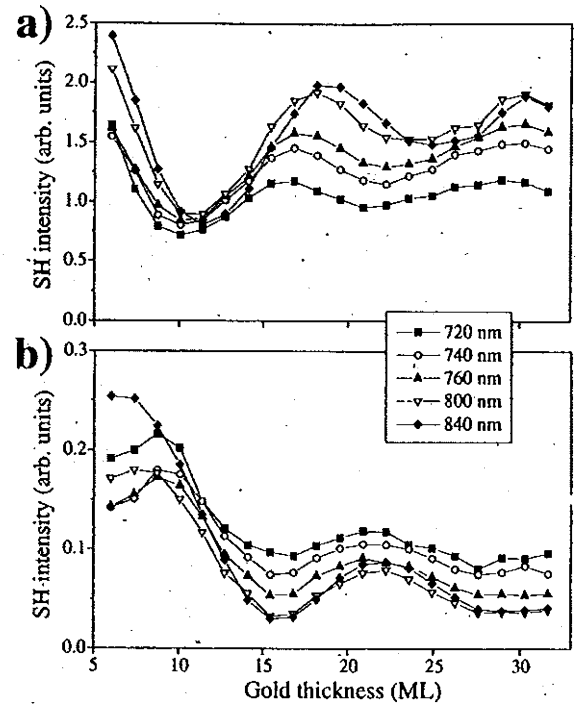 a)
2.5
2.0
1.5
1.0
0.5
0.0
SH intensity (arb. units)
720 nm
740 nm
760 nm
800 nm
840 nm
b)
0.3
0.2
0.1
0.0
SH-intensity (arb. units)
5 10 15 20 25 30
Gold thickness (ML)